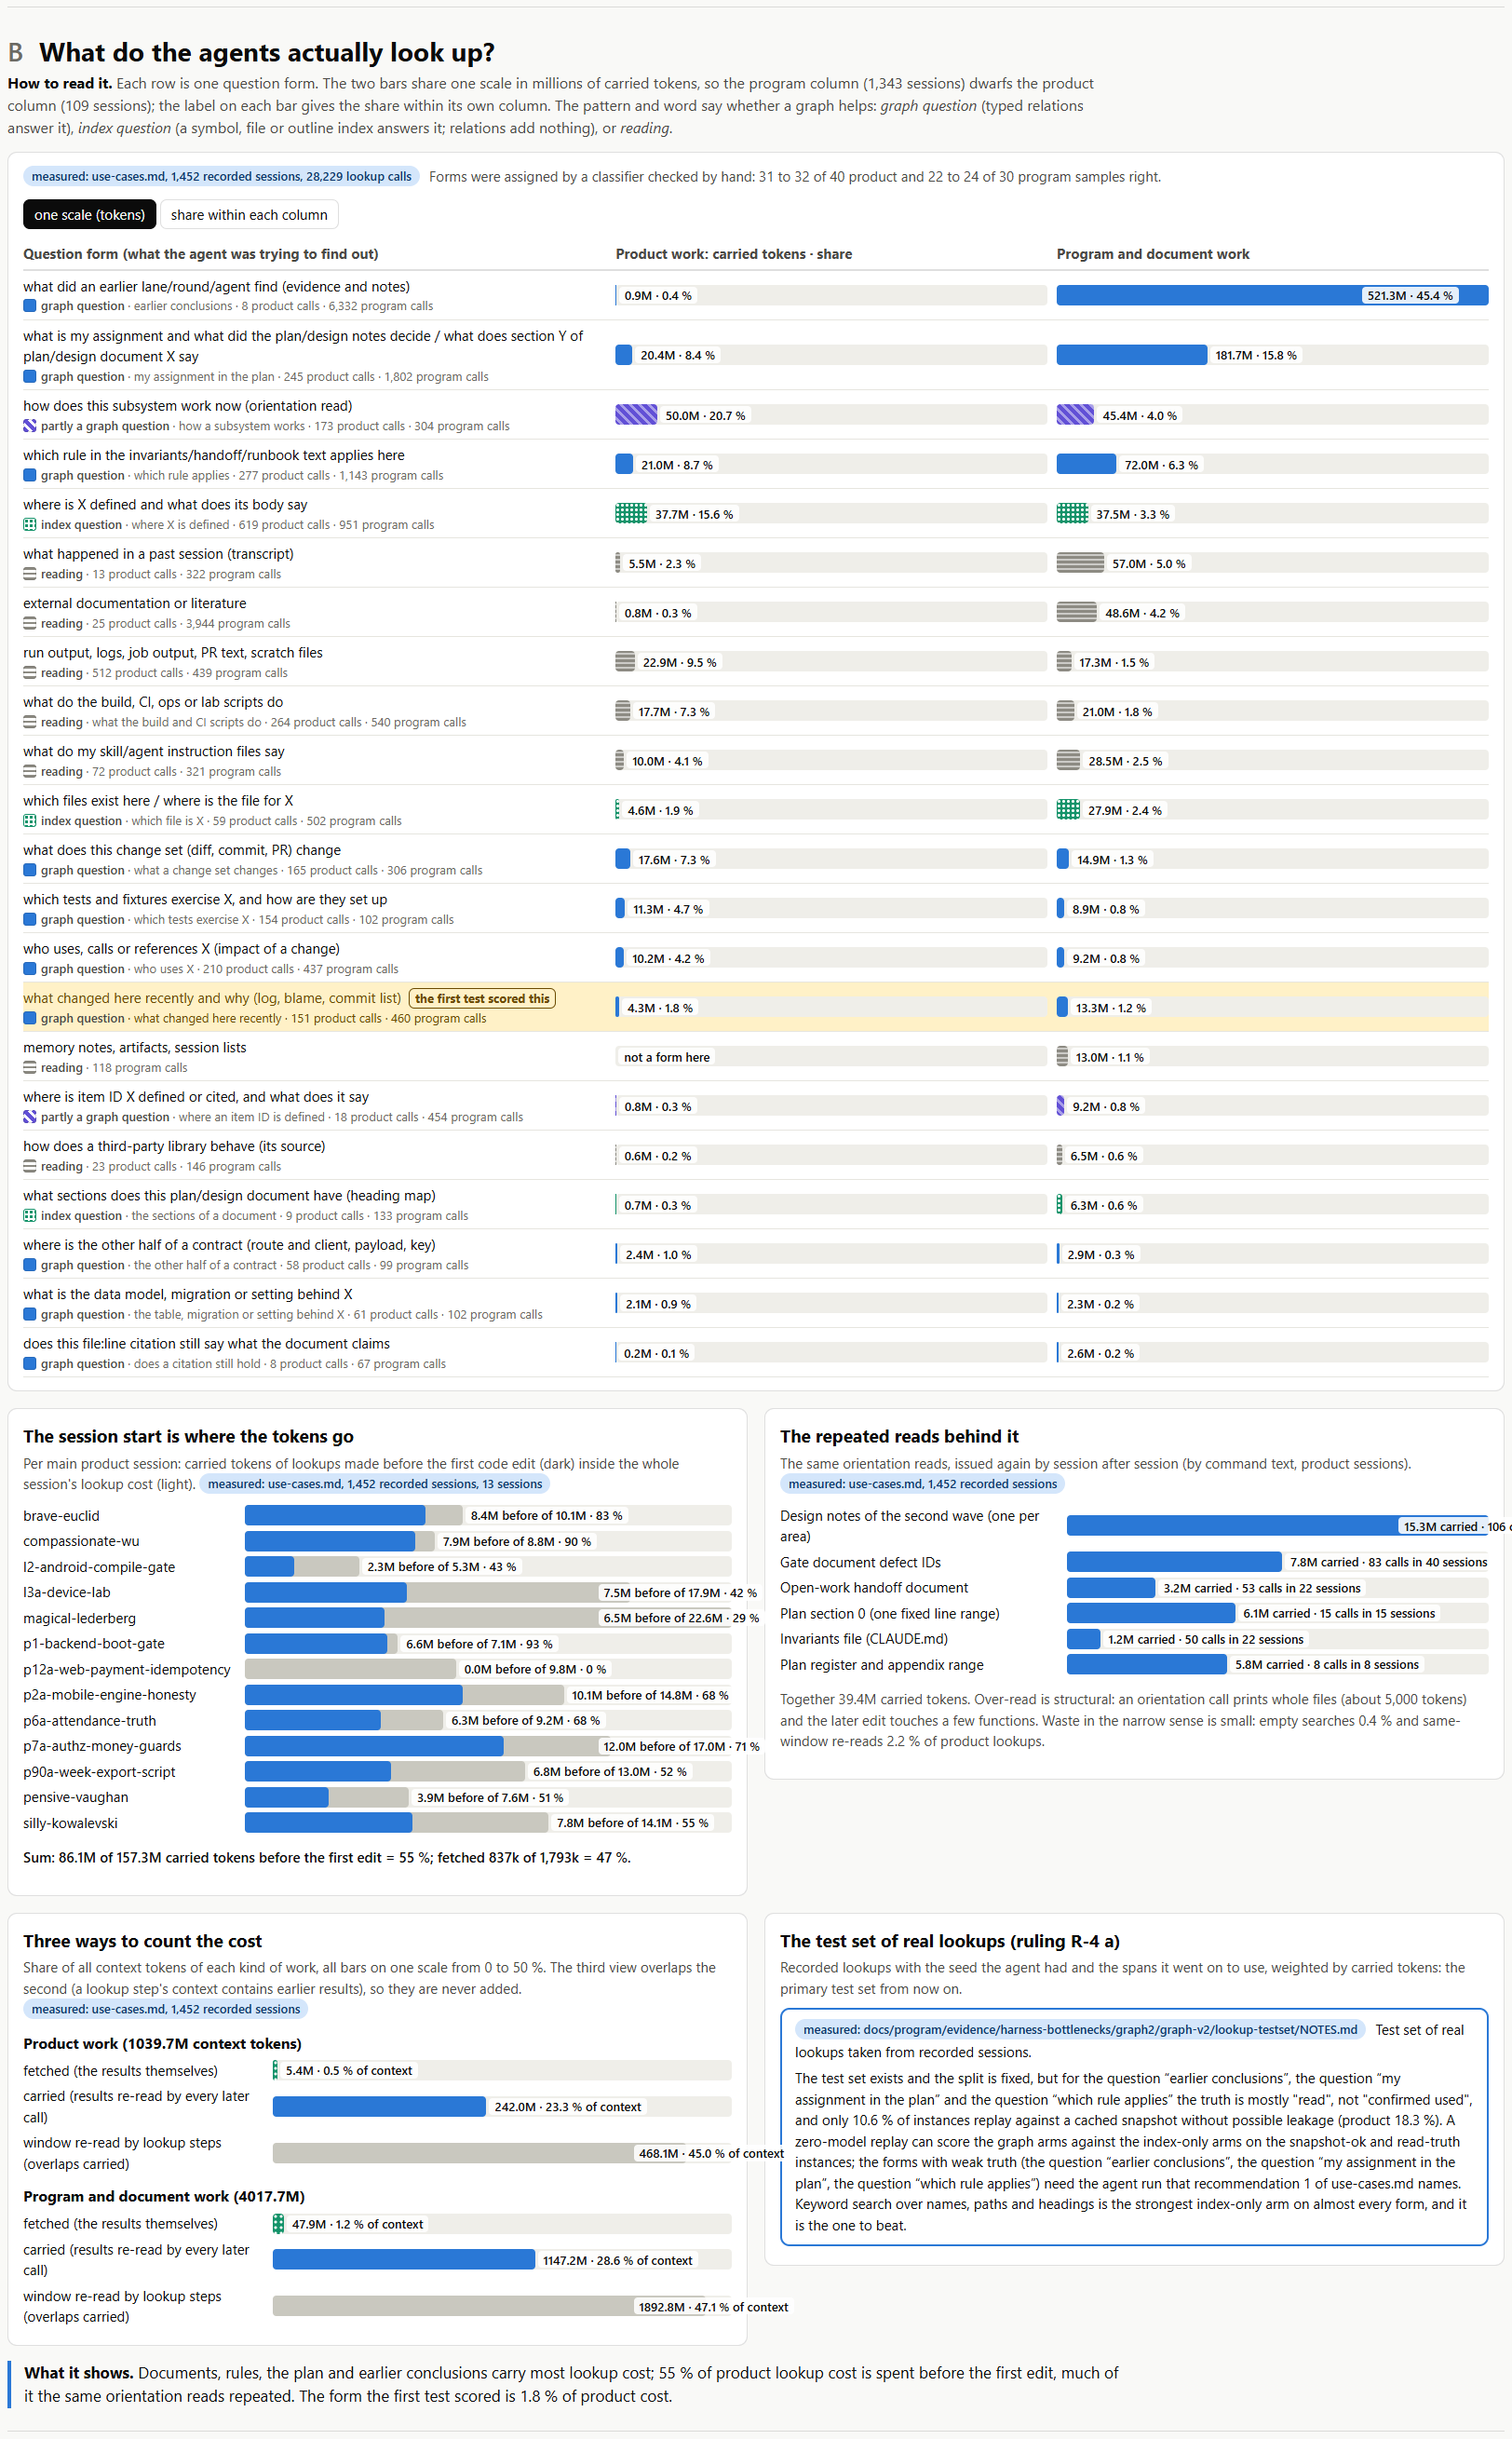 B What do the agents actually look up?
How to read it. Each row is one question form. The two bars share one scale in millions of carried tokens, so the program column (1,343 sessions) dwarfs the product
column (109 sessions); the label on each bar gives the share within its own column. The pattern and word say whether a graph helps: graph question (typed relations
answer it), index question (a symbol, file or outline index answers it; relations add nothing), or reading.
measured: use-cases.md, 1,452 recorded sessions, 28,229 lookup calls Forms were assigned by a classifier checked by hand: 31 to 32 of 40 product and 22 to 24 of 30 program samples right.
one scale (tokens) share within each column
Question form (what the agent was trying to find out) Product work: carried tokens · share Program and document work
what did an earlier lane/round/agent find (evidence and notes)
graph question · earlier conclusions · 8 product calls · 6,332 program calls
0.9M · 0.4 % 521.3M · 45.4 %
what is my assignment and what did the plan/design notes decide / what does section Y of
plan/design document X say
graph question · my assignment in the plan · 245 product calls · 1,802 program calls
20.4M · 8.4 % 181.7M · 15.8 %
how does this subsystem work now (orientation read)
partly a graph question · how a subsystem works · 173 product calls · 304 program calls
50.0M · 20.7 % 45.4M · 4.0 %
which rule in the invariants/handoff/runbook text applies here
graph question · which rule applies · 277 product calls · 1,143 program calls
21.0M · 8.7 % 72.0M · 6.3 %
where is X defined and what does its body say
index question · where X is defined · 619 product calls · 951 program calls
37.7M · 15.6 % 37.5M · 3.3 %
what happened in a past session (transcript)
reading · 13 product calls · 322 program calls
5.5M · 2.3 % 57.0M · 5.0 %
external documentation or literature
reading · 25 product calls · 3,944 program calls
0.8M · 0.3 % 48.6M · 4.2 %
run output, logs, job output, PR text, scratch files
reading · 512 product calls · 439 program calls
22.9M · 9.5 % 17.3M · 1.5 %
what do the build, CI, ops or lab scripts do
reading · what the build and CI scripts do · 264 product calls · 540 program calls
17.7M · 7.3 % 21.0M · 1.8 %
what do my skill/agent instruction files say
reading · 72 product calls · 321 program calls
10.0M · 4.1 % 28.5M · 2.5 %
which files exist here / where is the file for X
index question · which file is X · 59 product calls · 502 program calls
4.6M · 1.9 % 27.9M · 2.4 %
what does this change set (diff, commit, PR) change
graph question · what a change set changes · 165 product calls · 306 program calls
17.6M · 7.3 % 14.9M · 1.3 %
which tests and fixtures exercise X, and how are they set up
graph question · which tests exercise X · 154 product calls · 102 program calls
11.3M · 4.7 % 8.9M · 0.8 %
who uses, calls or references X (impact of a change)
graph question · who uses X · 210 product calls · 437 program calls
10.2M · 4.2 % 9.2M · 0.8 %
what changed here recently and why (log, blame, commit list) the first test scored this
graph question · what changed here recently · 151 product calls · 460 program calls
4.3M · 1.8 % 13.3M · 1.2 %
memory notes, artifacts, session lists
reading · 118 program calls
not a form here 13.0M · 1.1 %
where is item ID X defined or cited, and what does it say
partly a graph question · where an item ID is defined · 18 product calls · 454 program calls
0.8M · 0.3 % 9.2M · 0.8 %
how does a third-party library behave (its source)
reading · 23 product calls · 146 program calls
0.6M · 0.2 % 6.5M · 0.6 %
what sections does this plan/design document have (heading map)
index question · the sections of a document · 9 product calls · 133 program calls
0.7M · 0.3 % 6.3M · 0.6 %
where is the other half of a contract (route and client, payload, key)
graph question · the other half of a contract · 58 product calls · 99 program calls
2.4M · 1.0 % 2.9M · 0.3 %
what is the data model, migration or setting behind X
graph question · the table, migration or setting behind X · 61 product calls · 102 program calls
2.1M · 0.9 % 2.3M · 0.2 %
does this file:line citation still say what the document claims
graph question · does a citation still hold · 8 product calls · 67 program calls
0.2M · 0.1 % 2.6M · 0.2 %
The session start is where the tokens go
Per main product session: carried tokens of lookups made before the first code edit (dark) inside the whole
session's lookup cost (light). measured: use-cases.md, 1,452 recorded sessions, 13 sessions
brave-euclid 8.4M before of 10.1M · 83 %
compassionate-wu 7.9M before of 8.8M · 90 %
l2-android-compile-gate 2.3M before of 5.3M · 43 %
l3a-device-lab 7.5M before of 17.9M · 42 %
magical-lederberg 6.5M before of 22.6M · 29 %
p1-backend-boot-gate 6.6M before of 7.1M · 93 %
p12a-web-payment-idempotency 0.0M before of 9.8M · 0 %
p2a-mobile-engine-honesty 10.1M before of 14.8M · 68 %
p6a-attendance-truth 6.3M before of 9.2M · 68 %
p7a-authz-money-guards 12.0M before of 17.0M · 71 %
p90a-week-export-script 6.8M before of 13.0M · 52 %
pensive-vaughan 3.9M before of 7.6M · 51 %
silly-kowalevski 7.8M before of 14.1M · 55 %
Sum: 86.1M of 157.3M carried tokens before the first edit = 55 %; fetched 837k of 1,793k = 47 %.
The repeated reads behind it
The same orientation reads, issued again by session after session (by command text, product sessions).
measured: use-cases.md, 1,452 recorded sessions
Design notes of the second wave (one per
area)
15.3M carried · 106 c
Gate document defect IDs 7.8M carried · 83 calls in 40 sessions
Open-work handoff document 3.2M carried · 53 calls in 22 sessions
Plan section 0 (one fixed line range) 6.1M carried · 15 calls in 15 sessions
Invariants file (CLAUDE.md) 1.2M carried · 50 calls in 22 sessions
Plan register and appendix range 5.8M carried · 8 calls in 8 sessions
Together 39.4M carried tokens. Over-read is structural: an orientation call prints whole files (about 5,000 tokens)
and the later edit touches a few functions. Waste in the narrow sense is small: empty searches 0.4 % and same-
window re-reads 2.2 % of product lookups.
Three ways to count the cost
Share of all context tokens of each kind of work, all bars on one scale from 0 to 50 %. The third view overlaps the
second (a lookup step's context contains earlier results), so they are never added.
measured: use-cases.md, 1,452 recorded sessions
Product work (1039.7M context tokens)
fetched (the results themselves) 5.4M · 0.5 % of context
carried (results re-read by every later
call)
242.0M · 23.3 % of context
window re-read by lookup steps
(overlaps carried)
468.1M · 45.0 % of context
Program and document work (4017.7M)
fetched (the results themselves) 47.9M · 1.2 % of context
carried (results re-read by every later
call)
1147.2M · 28.6 % of context
window re-read by lookup steps
(overlaps carried)
1892.8M · 47.1 % of context
The test set of real lookups (ruling R-4 a)
Recorded lookups with the seed the agent had and the spans it went on to use, weighted by carried tokens: the
primary test set from now on.
measured: docs/program/evidence/harness-bottlenecks/graph2/graph-v2/lookup-testset/NOTES.md Test set of real
lookups taken from recorded sessions.
The test set exists and the split is fixed, but for the question “earlier conclusions”, the question “my
assignment in the plan” and the question “which rule applies” the truth is mostly "read", not "confirmed used",
and only 10.6 % of instances replay against a cached snapshot without possible leakage (product 18.3 %). A
zero-model replay can score the graph arms against the index-only arms on the snapshot-ok and read-truth
instances; the forms with weak truth (the question “earlier conclusions”, the question “my assignment in the
plan”, the question “which rule applies”) need the agent run that recommendation 1 of use-cases.md names.
Keyword search over names, paths and headings is the strongest index-only arm on almost every form, and it
is the one to beat.
What it shows. Documents, rules, the plan and earlier conclusions carry most lookup cost; 55 % of product lookup cost is spent before the first edit, much of
it the same orientation reads repeated. The form the first test scored is 1.8 % of product cost.